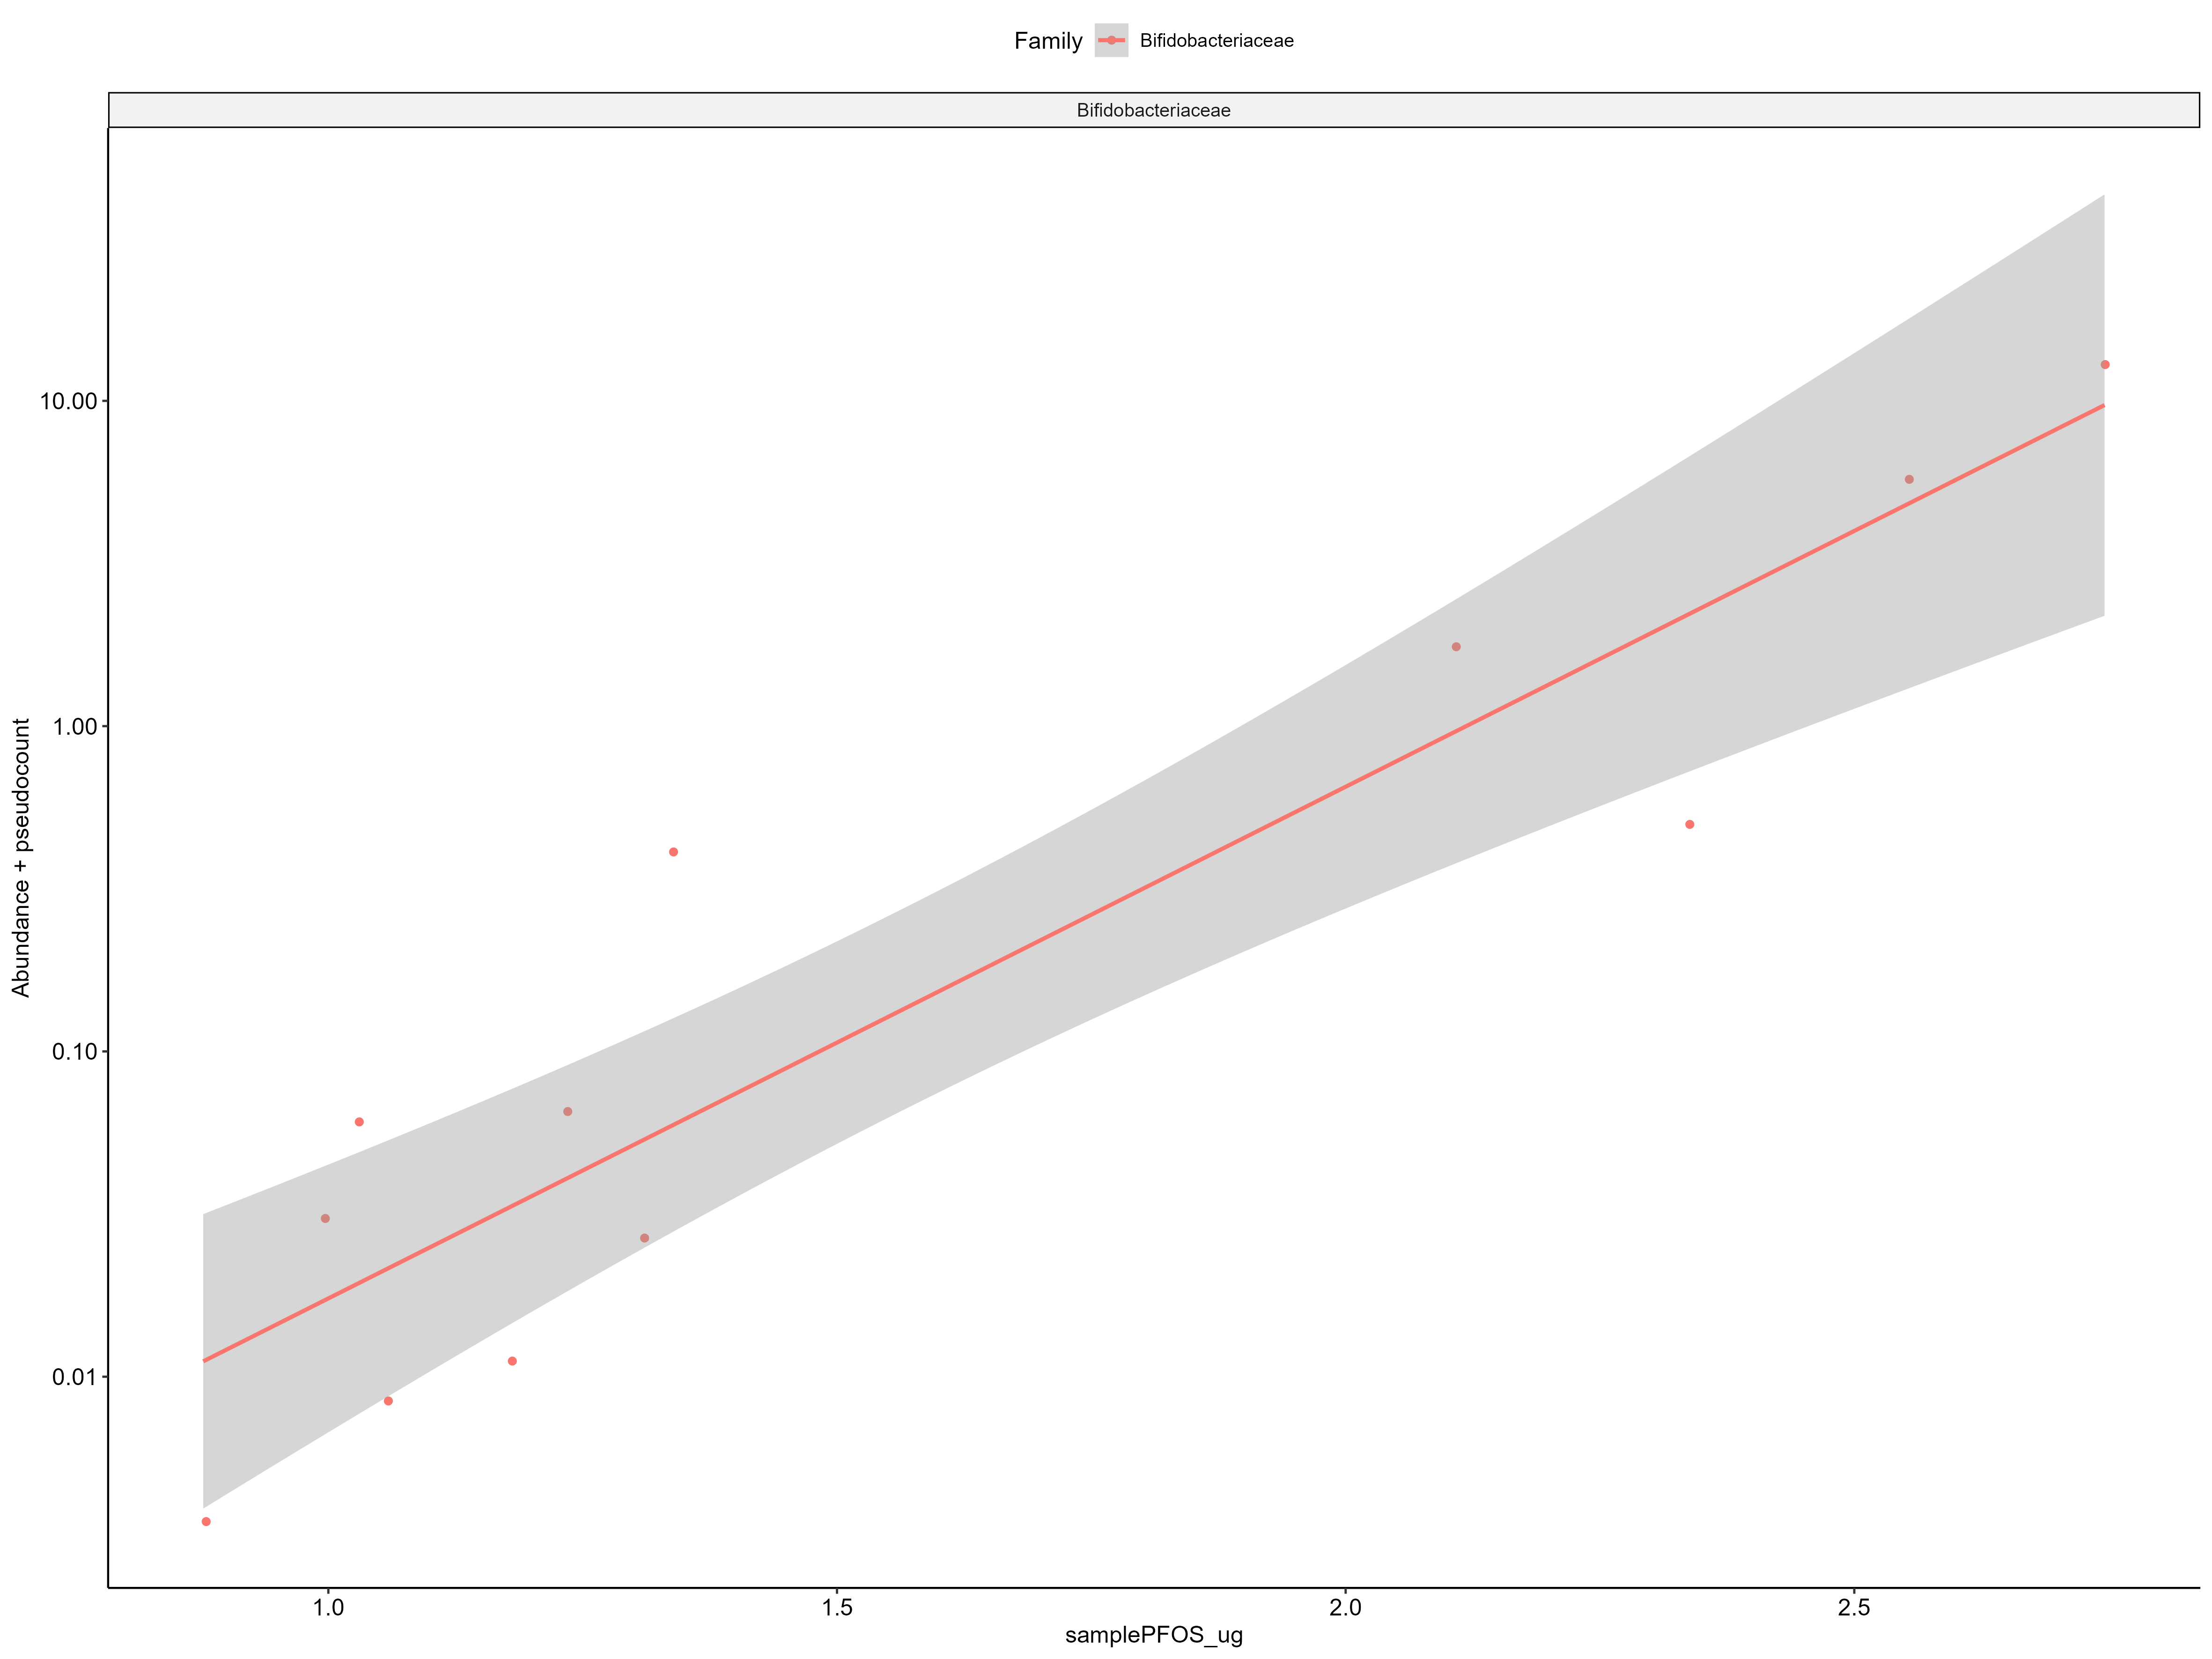 Family Bifidobacteriaceae
Bifidobacteriaceae
10.00
1.00
0.10
0.01
Abundance + pseudocount
1.0 1.5 2.0 2.5
samplePFOS_ug